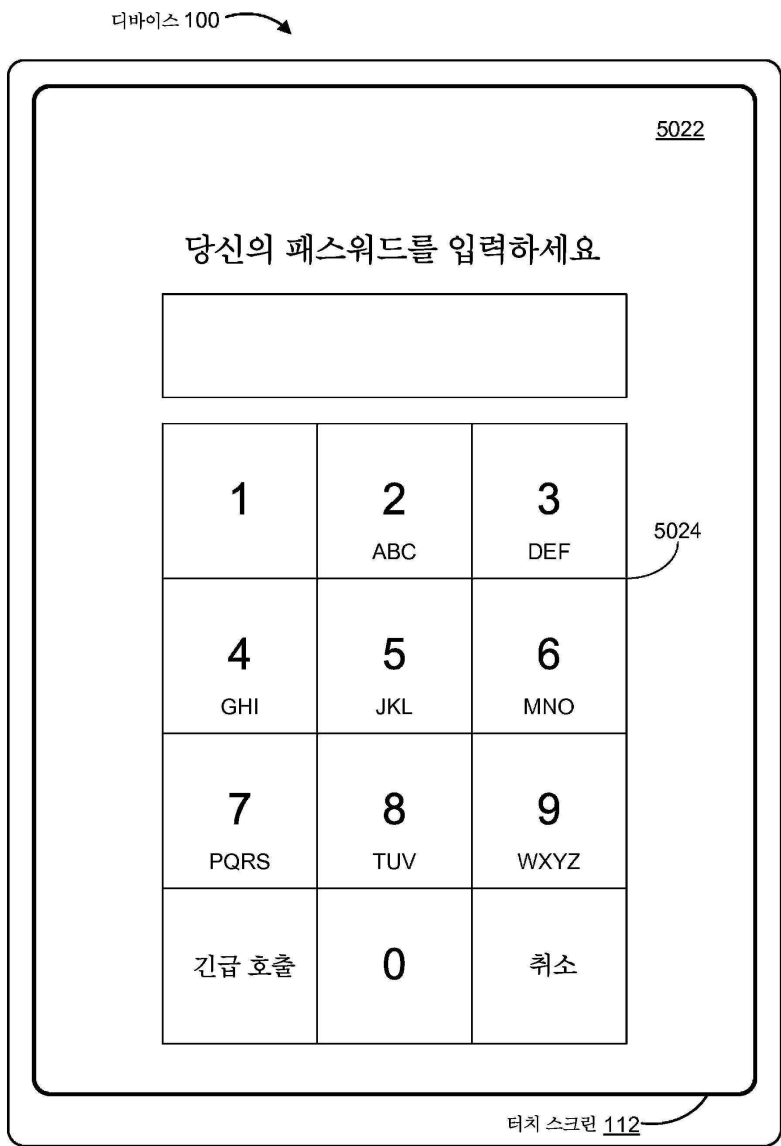 디바이스 100
5022
당신의 패스워드를 입력하세요
1 2 3
ABC DEF
5024
4 5 6
GHI JKL MNO
7 8 9
PQRS TUV WXYZ
긴급 호출 0 취소
터치 스크린 112